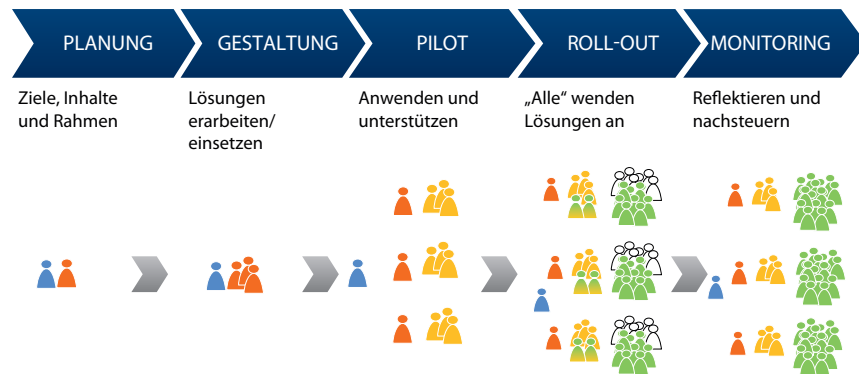 PLANUNG
GESTALTUNG
PILOT
ROLL-OUT
MONITORING
Ziele, Inhalte
und Rahmen
Lösungen
erarbeiten/
einsetzen
Anwenden und
unterstützen
„Alle“ wenden
Lösungen an
Reflektieren und
nachsteuern